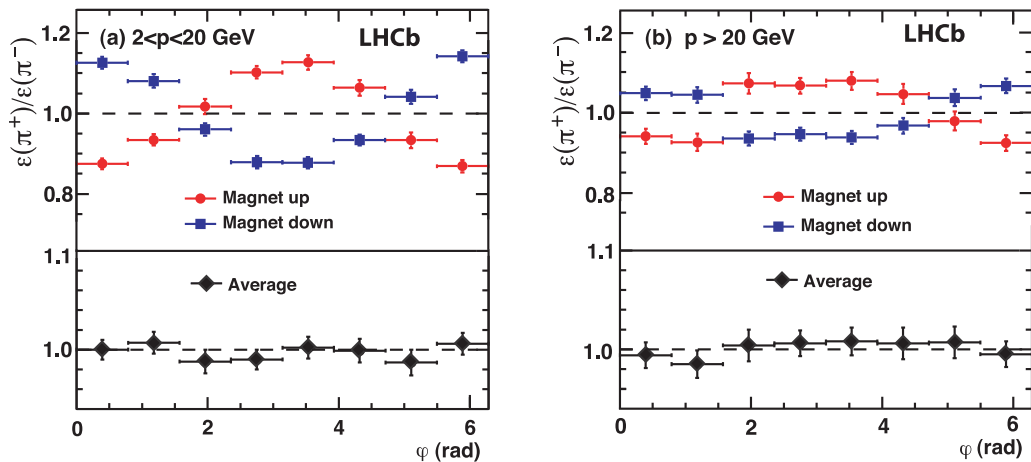 (a) 2<p<20 GeV LHCb
ε(π⁺)/ε(π⁻)
1.2
1.0
0.8
Magnet up
Magnet down
1.1
Average
1.0
0 2 4 6
φ (rad)
(b) p > 20 GeV LHCb
ε(π⁺)/ε(π⁻)
1.2
1.0
0.8
Magnet up
Magnet down
1.1
Average
1.0
0 2 4 6
φ (rad)